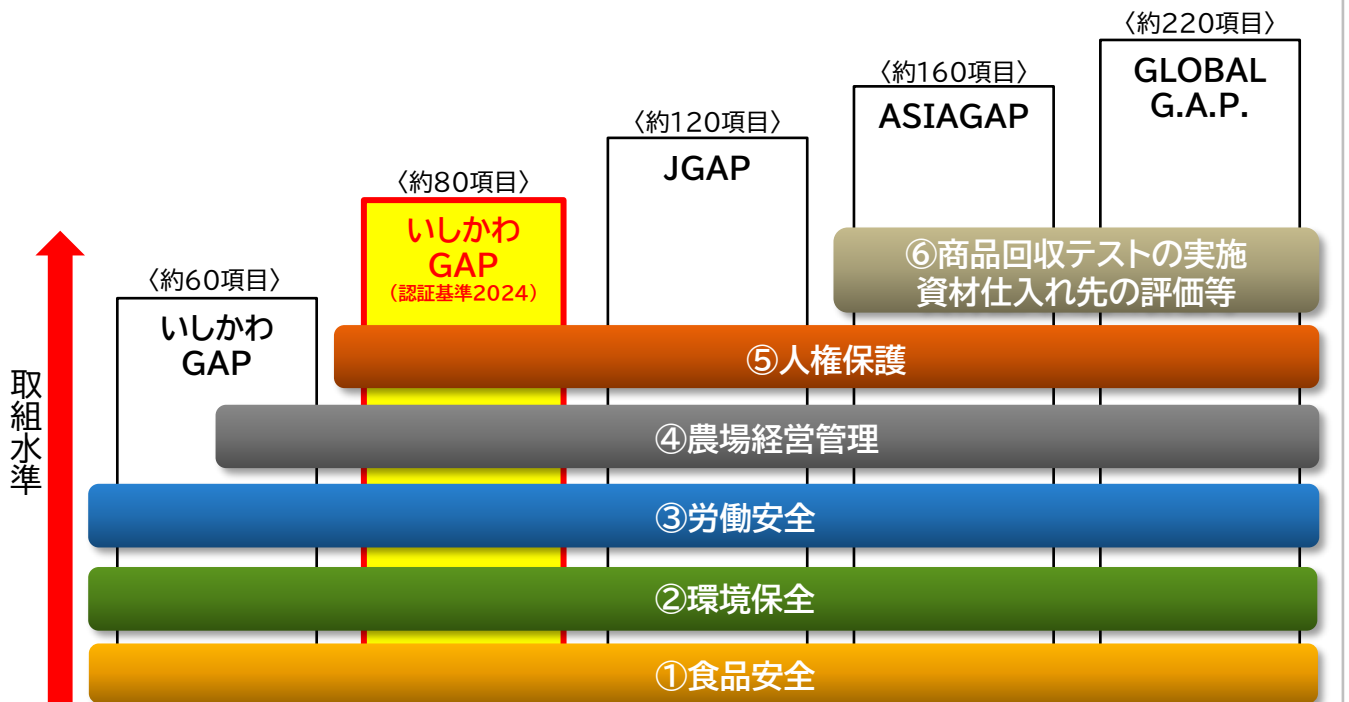 〈約220項目〉
GLOBAL
G.A.P.
〈約160項目〉
ASIAGAP
〈約120項目〉
JGAP
〈約80項目〉
いしかわ
GAP
（認証基準2024）
〈約60項目〉
いしかわ
GAP
取組水準
⑥商品回収テストの実施
資材仕入れ先の評価等
⑤人権保護
④農場経営管理
③労働安全
②環境保全
①食品安全